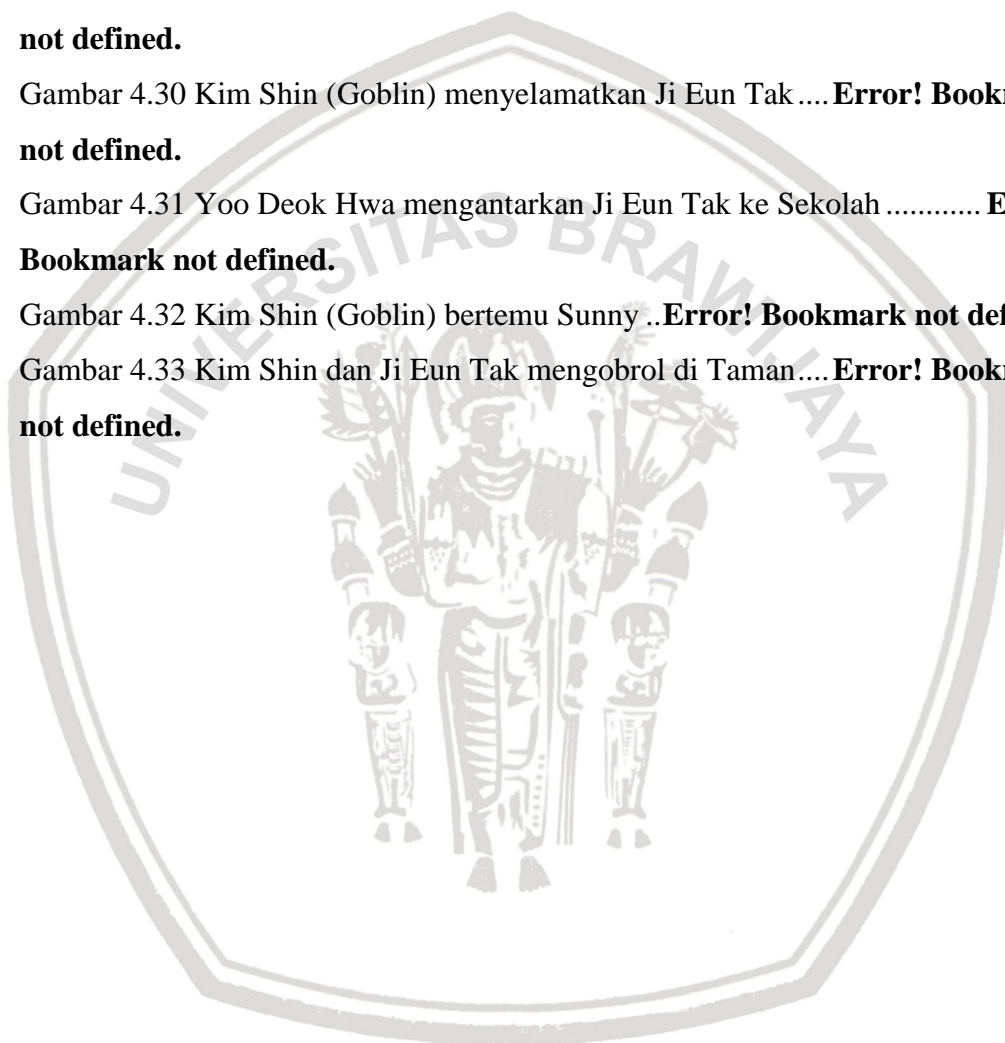 not defined.
Gambar 4.30 Kim Shin (Goblin) menyelamatkan Ji Eun Tak....Error! Bookm
not defined.
Gambar 4.31 Yoo Deok Hwa mengantarkan Ji Eun Tak ke Sekolah ............ E
Bookmark not defined.
Gambar 4.32 Kim Shin (Goblin) bertemu Sunny ..Error! Bookmark not def
Gambar 4.33 Kim Shin dan Ji Eun Tak mengobrol di Taman....Error! Bookm
not defined.
UNIVERSITAS BRAWIJAYA